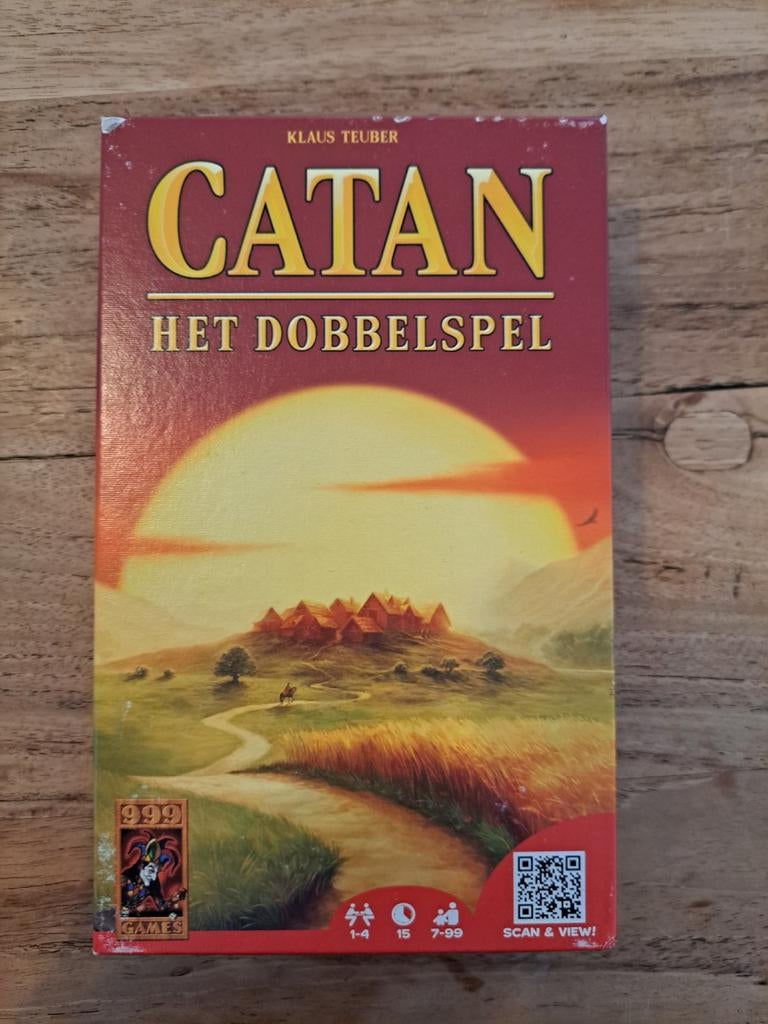 KLAUS TEUBER
CATAN
HET DOBBELSPEL
999
GAMES
1-4 15 7-99
SCAN & VIEW!